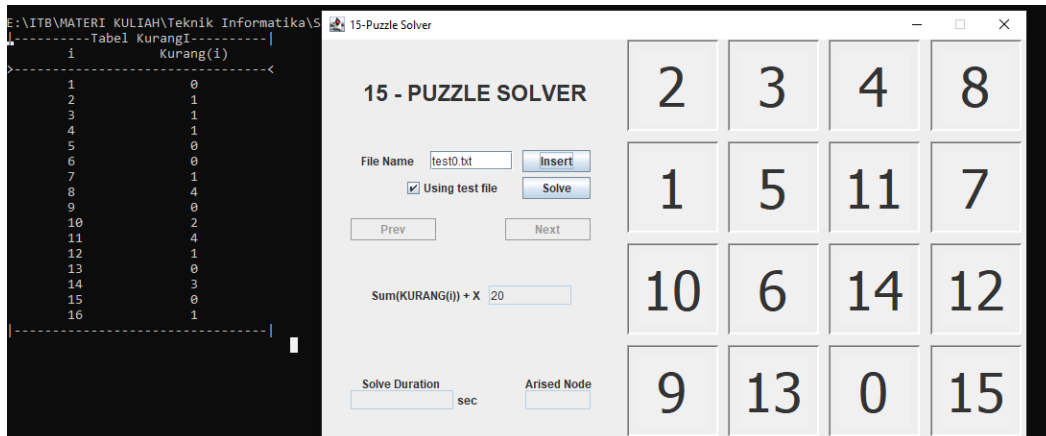 E:\ITB\MATERI KULIAH\Teknik Informatika\S
|----------Tabel KurangI----------|
i Kurang(i)
>---------------------------------<
1 0
2 1
3 1
4 1
5 0
6 0
7 1
8 4
9 0
10 2
11 4
12 1
13 0
14 3
15 0
16 1
|---------------------------------|
15-Puzzle Solver
15 - PUZZLE SOLVER
File Name test0.txt Insert
Using test file Solve
Prev Next
Sum(KURANG(i)) + X 20
Solve Duration Arised Node
sec
2 3 4 8
1 5 11 7
10 6 14 12
9 13 0 15